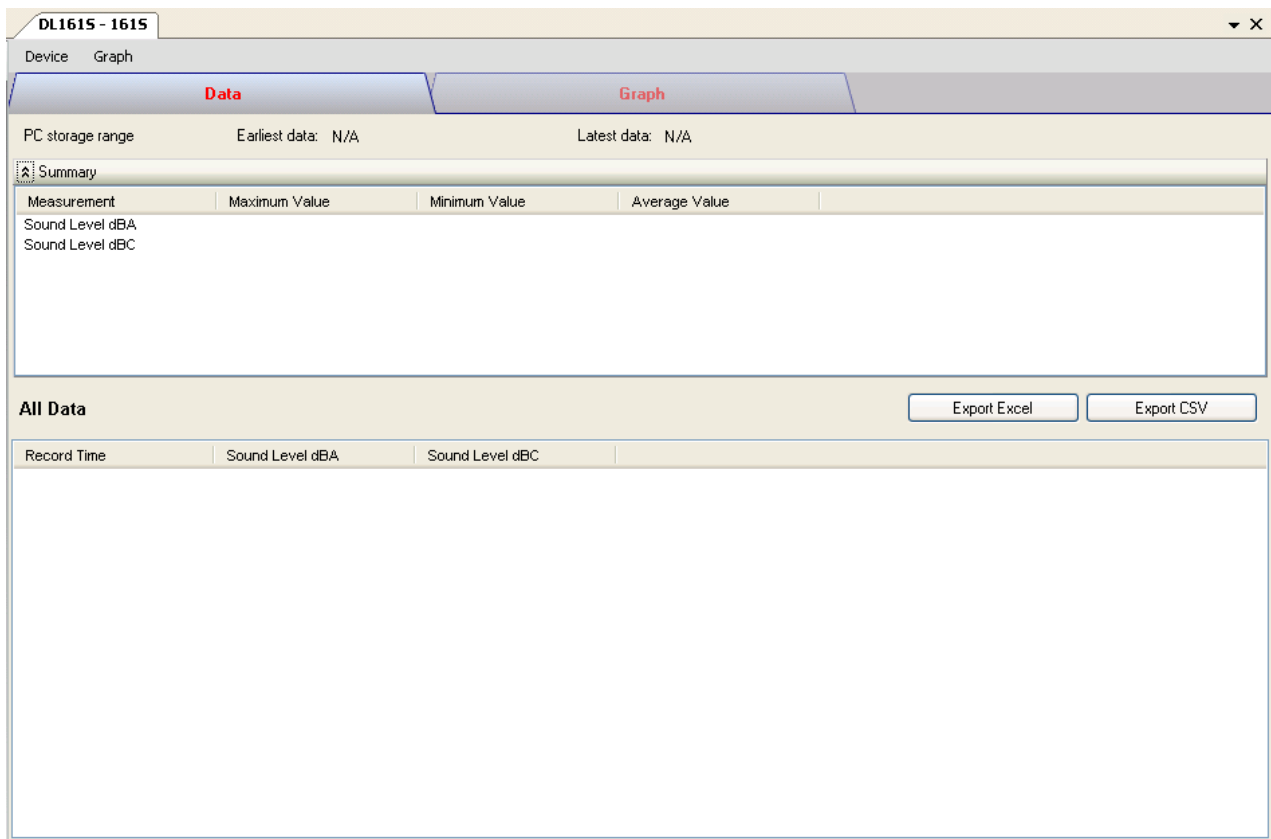 DL161S - 161S
Device Graph
Data Graph
PC storage range Earliest data: N/A Latest data: N/A
Summary
Measurement Maximum Value Minimum Value Average Value
Sound Level dBA
Sound Level dBC
All Data Export Excel Export CSV
Record Time Sound Level dBA Sound Level dBC